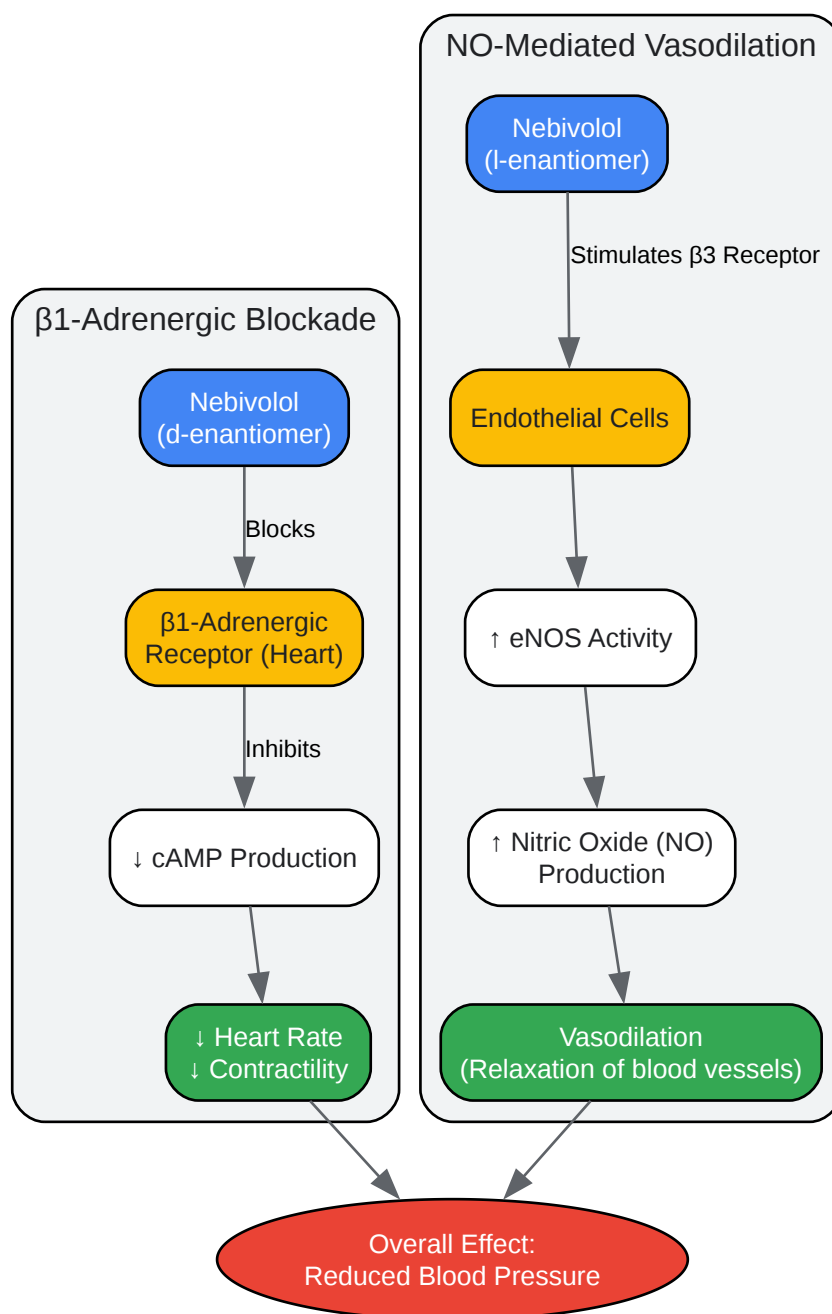 NO-Mediated Vasodilation
Nebivolol
(l-enantiomer)
Stimulates β3 Receptor
Endothelial Cells
↑ eNOS Activity
↑ Nitric Oxide (NO)
Production
Vasodilation
(Relaxation of blood vessels)
β1-Adrenergic Blockade
Nebivolol
(d-enantiomer)
Blocks
β1-Adrenergic
Receptor (Heart)
Inhibits
↓ cAMP Production
↓ Heart Rate
↓ Contractility
Overall Effect:
Reduced Blood Pressure